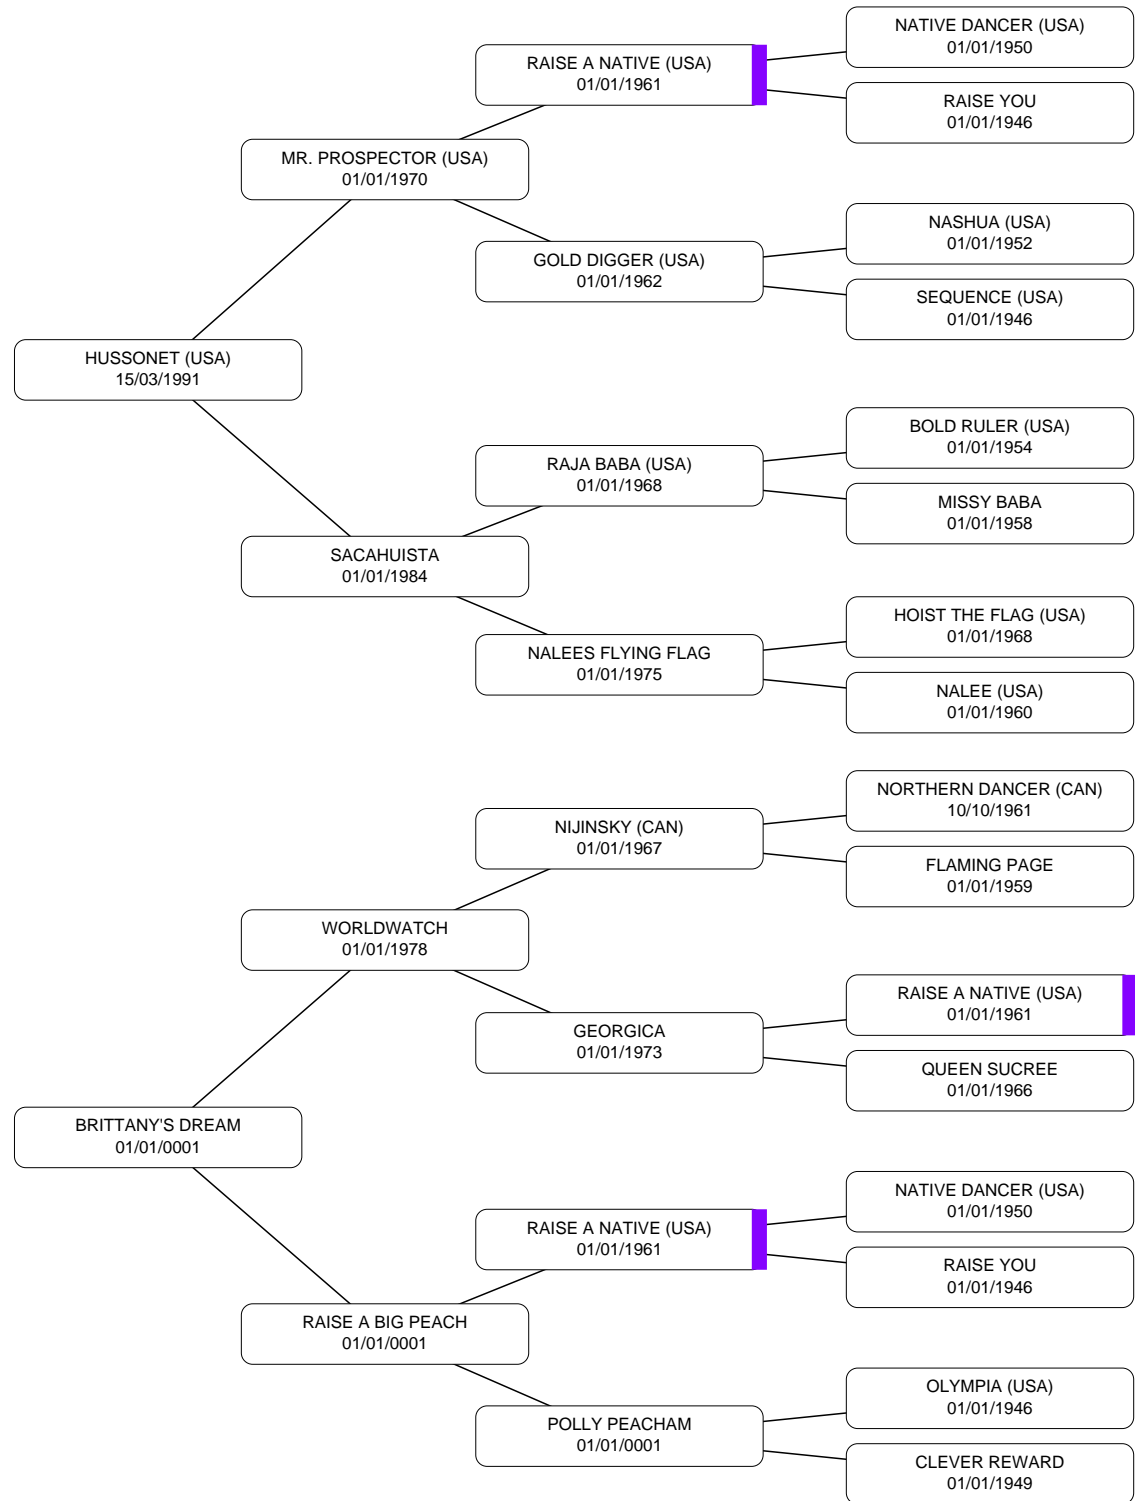 NATIVE DANCER (USA)
01/01/1950
RAISE A NATIVE (USA)
01/01/1961
RAISE YOU
01/01/1946
MR. PROSPECTOR (USA)
01/01/1970
NASHUA (USA)
01/01/1952
GOLD DIGGER (USA)
01/01/1962
SEQUENCE (USA)
01/01/1946
HUSSONET (USA)
15/03/1991
BOLD RULER (USA)
01/01/1954
RAJA BABA (USA)
01/01/1968
MISSY BABA
01/01/1958
SACAHUISTA
01/01/1984
HOIST THE FLAG (USA)
01/01/1968
NALEES FLYING FLAG
01/01/1975
NALEE (USA)
01/01/1960
NORTHERN DANCER (CAN)
10/10/1961
NIJINSKY (CAN)
01/01/1967
FLAMING PAGE
01/01/1959
WORLDWATCH
01/01/1978
RAISE A NATIVE (USA)
01/01/1961
GEORGICA
01/01/1973
QUEEN SUCREE
01/01/1966
BRITTANY'S DREAM
01/01/0001
NATIVE DANCER (USA)
01/01/1950
RAISE A NATIVE (USA)
01/01/1961
RAISE YOU
01/01/1946
RAISE A BIG PEACH
01/01/0001
OLYMPIA (USA)
01/01/1946
POLLY PEACHAM
01/01/0001
CLEVER REWARD
01/01/1949